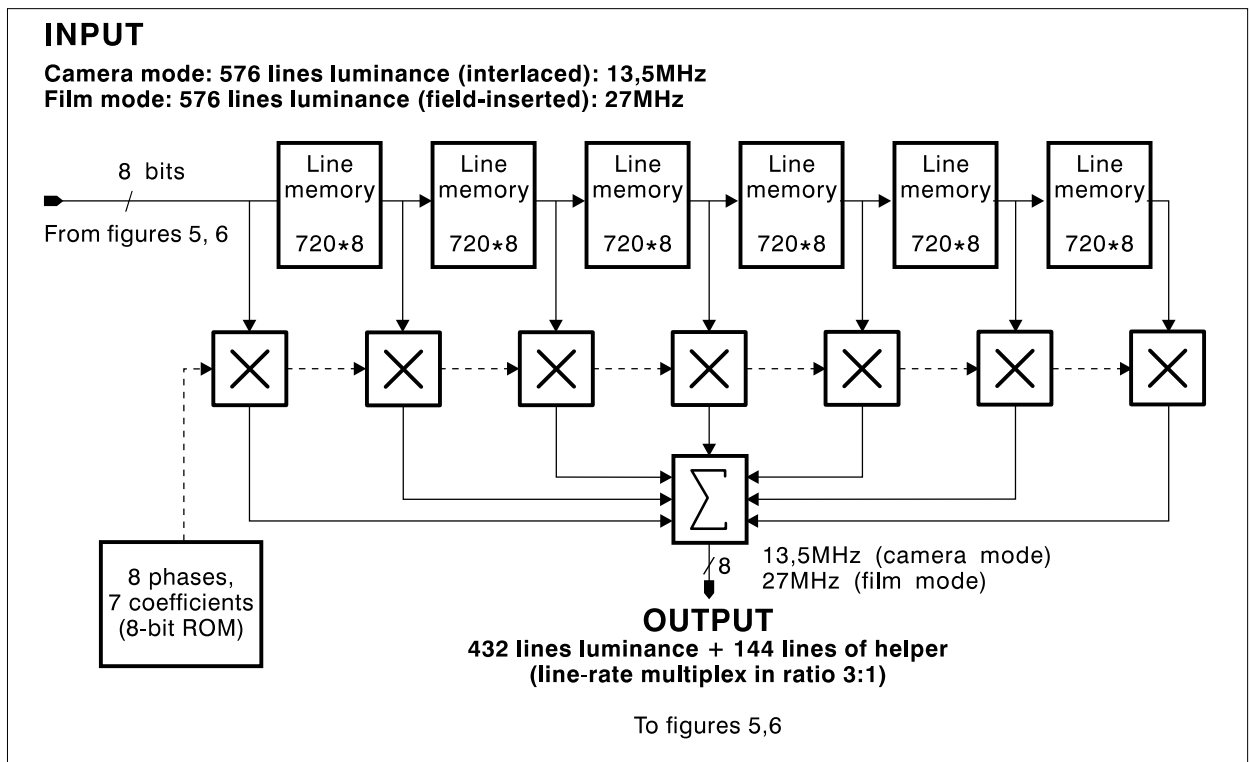 INPUT
Camera mode: 576 lines luminance (interlaced): 13,5MHz
Film mode: 576 lines luminance (field-inserted): 27MHz
8 bits
From figures 5, 6
Line
memory
720*8
Line
memory
720*8
Line
memory
720*8
Line
memory
720*8
Line
memory
720*8
Line
memory
720*8
Σ
8 phases,
7 coefficients
(8-bit ROM)
8
13,5MHz (camera mode)
27MHz (film mode)
OUTPUT
432 lines luminance + 144 lines of helper
(line-rate multiplex in ratio 3:1)
To figures 5,6